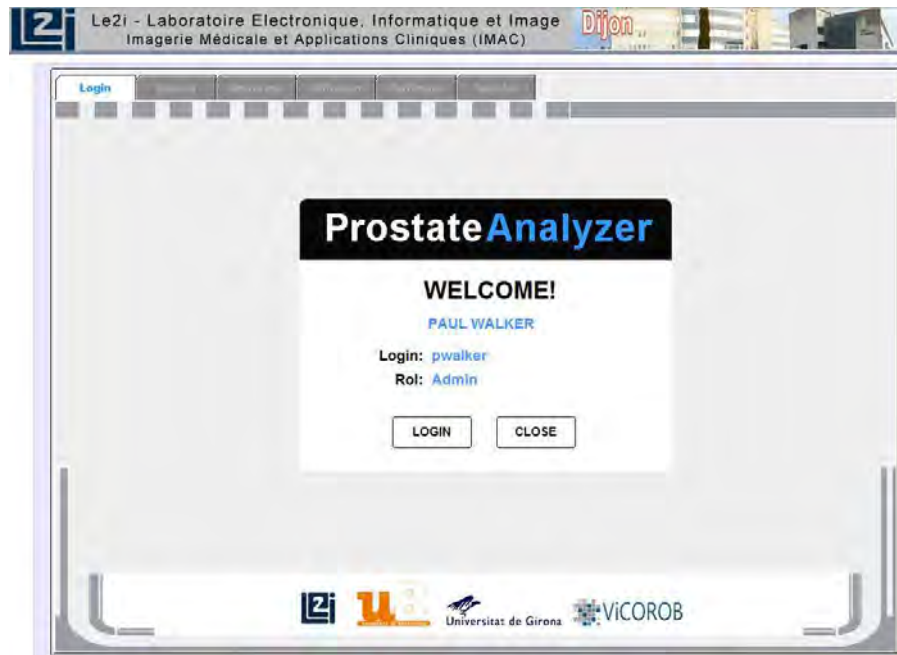 Le2i - Laboratoire Electronique, Informatique et Image
Imagerie Médicale et Applications Cliniques (IMAC)
Dijon
Login
ProstateAnalyzer
WELCOME!
PAUL WALKER
Login: pwalker
Rol: Admin
LOGIN CLOSE
Universitat de Girona
ViCOROB